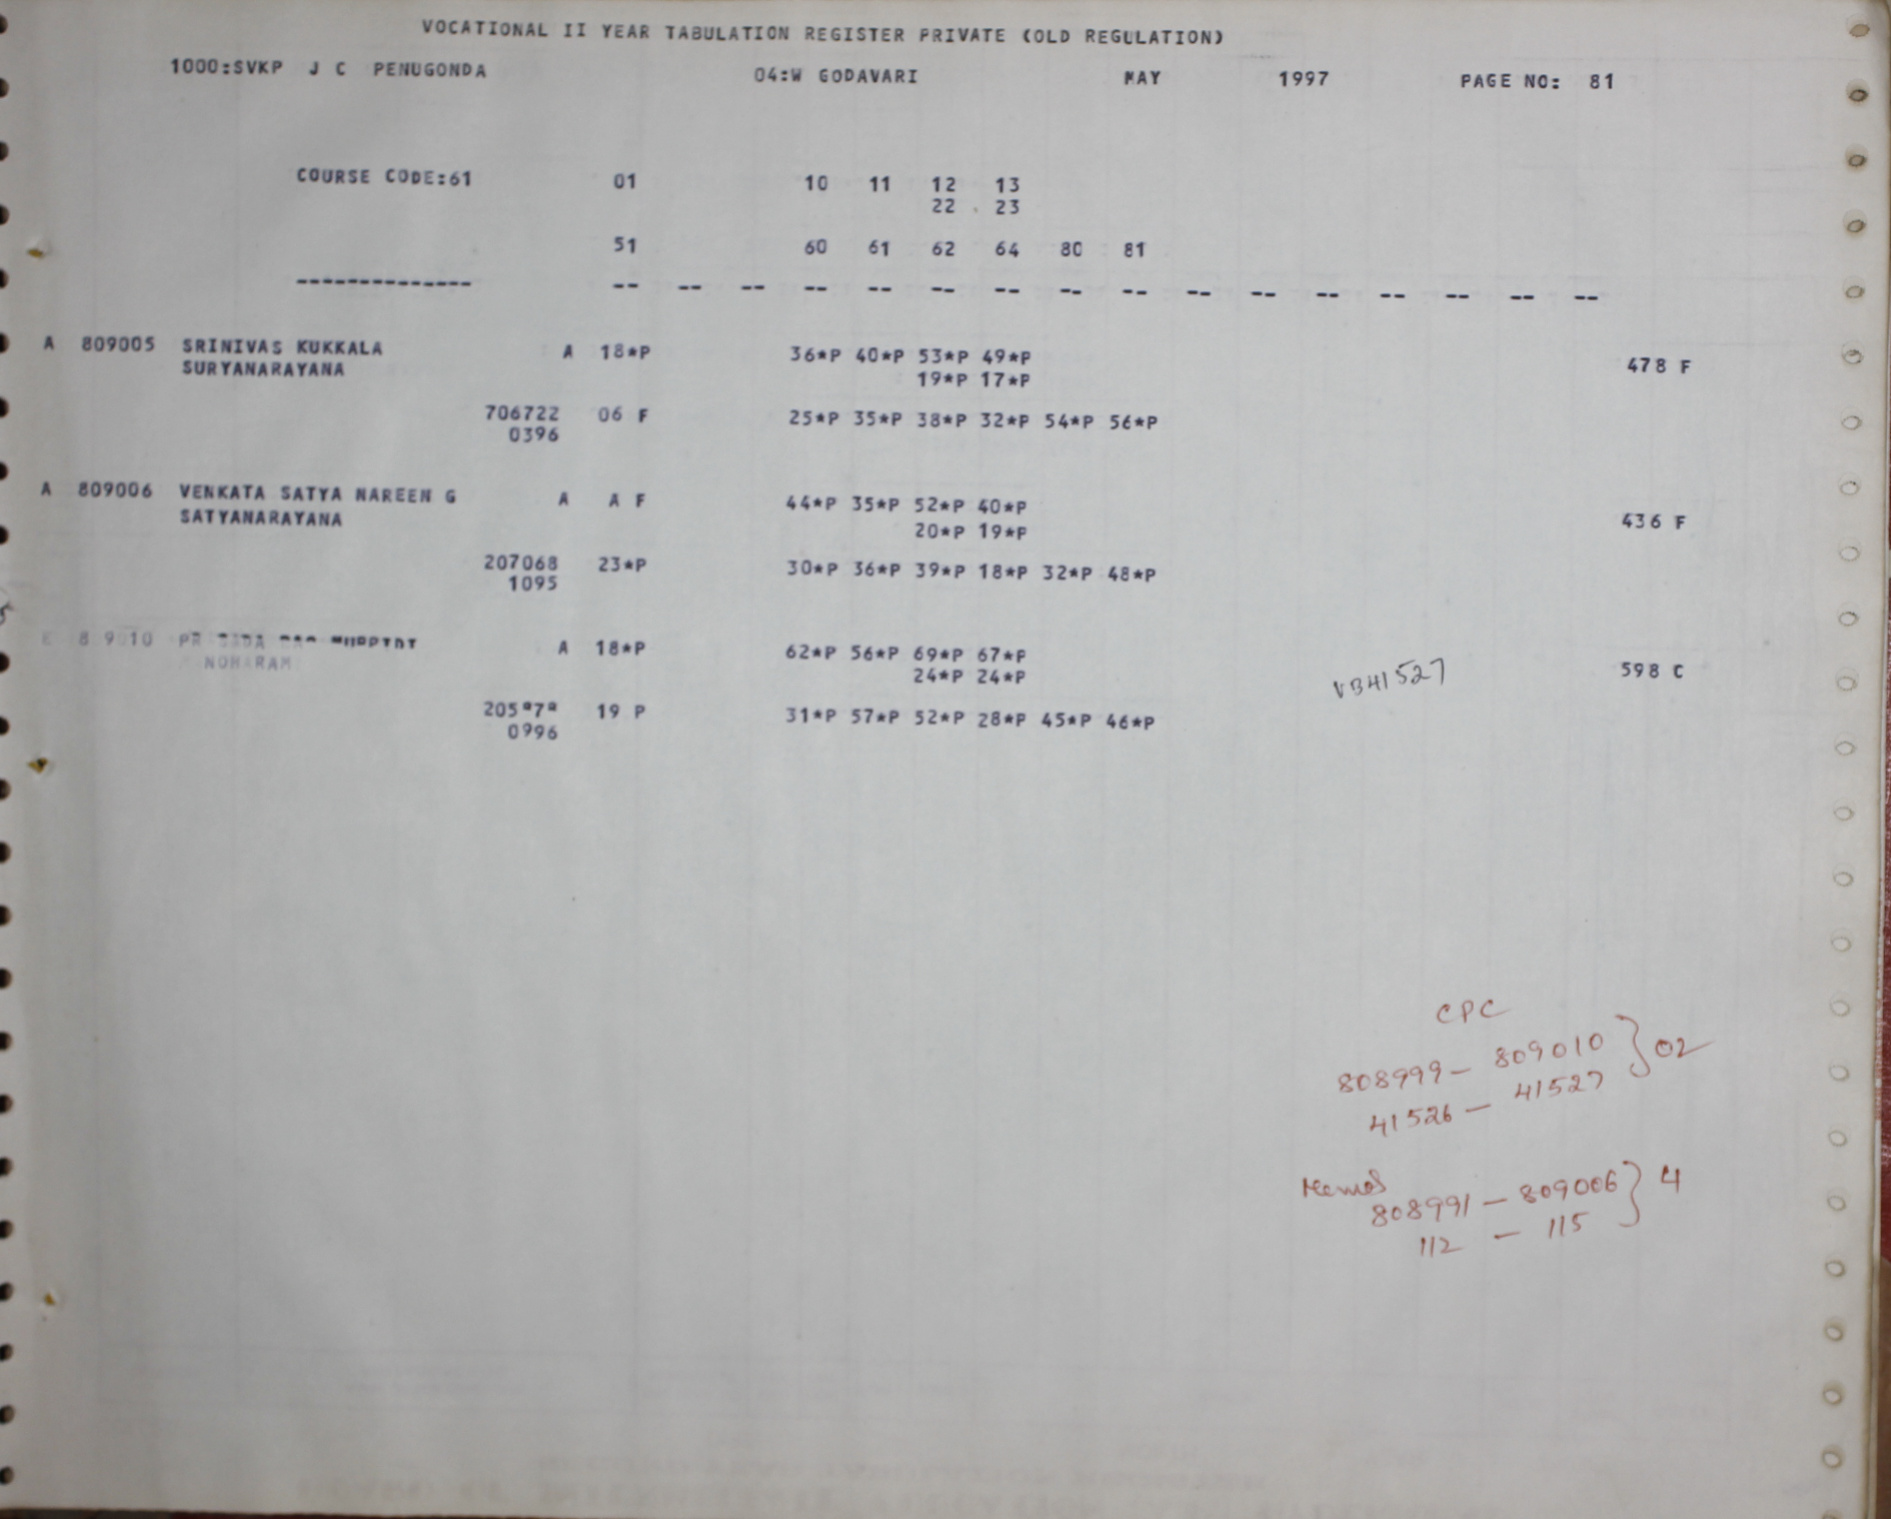 VOCATIONAL II YEAR TABULATION REGISTER PRIVATE (OLD REGULATION)
1000:SVKP J C PENUGONDA 04:W GODAVARI MAY 1997 PAGE NO: 81
COURSE CODE:61 01 10 11 12 13
22 23
51 60 61 62 64 80 81
-------------- -- -- -- -- -- -- -- -- -- -- -- -- -- -- -- --
A 809005 SRINIVAS KUKKALA A 18*P 36*P 40*P 53*P 49*P
SURYANARAYANA 19*P 17*P 478 F
706722 06 F 25*P 35*P 38*P 32*P 54*P 56*P
0396
A 809006 VENKATA SATYA NAREEN G A A F 44*P 35*P 52*P 40*P
SATYANARAYANA 20*P 19*P 436 F
207068 23*P 30*P 36*P 39*P 18*P 32*P 48*P
1095
A 18*P 62*P 56*P 69*P 67*P
24*P 24*P VB41527 598 C
19 P 31*P 57*P 52*P 28*P 45*P 46*P
0996
CPC
808999 - 809010 } 02
41526 - 41527
Memos
808991 - 809006 } 4
112 - 115